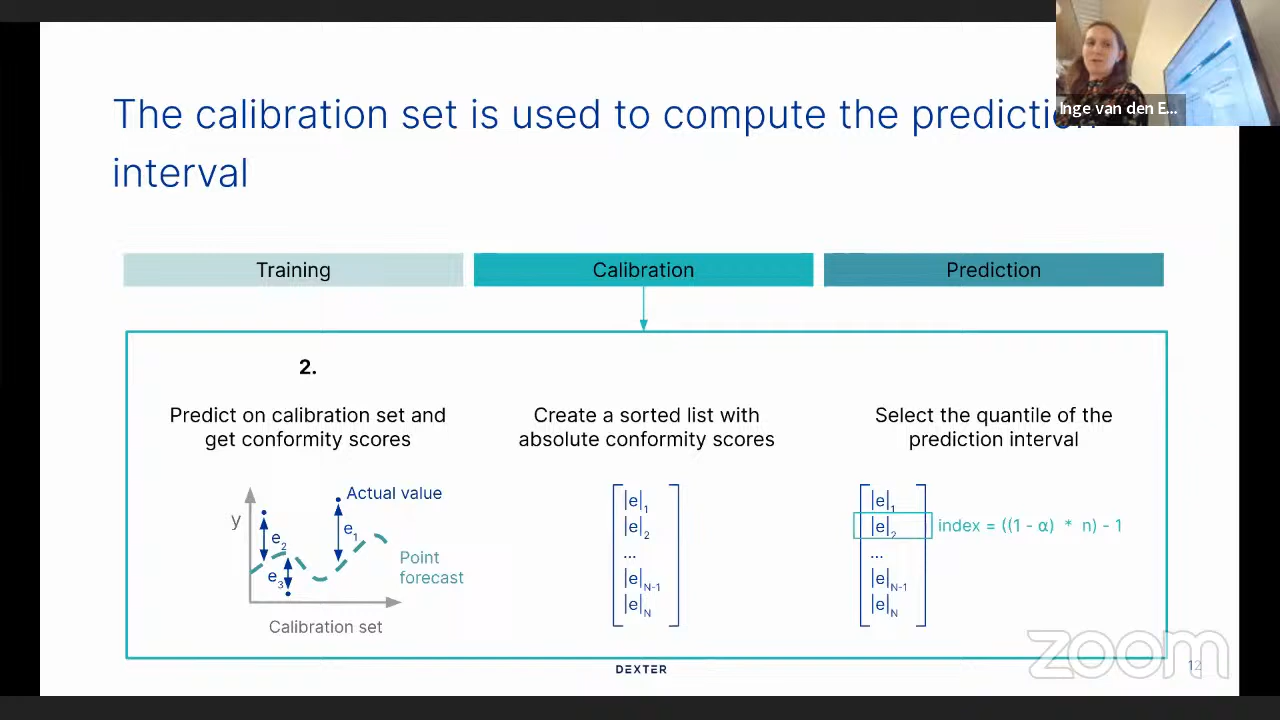 The calibration set is used to compute the prediction
interval
Inge van den E...
Training
Calibration
Prediction
2.
Predict on calibration set and
get conformity scores
Create a sorted list with
absolute conformity scores
Select the quantile of the
prediction interval
Actual value
y
e2
e1
e3
Point
forecast
Calibration set
|e|1
|e|2
...
|e|N-1
|e|N
|e|1
|e|2
...
|e|N-1
|e|N
index = ((1 - α) * n) - 1
DEXTER
zoom
12